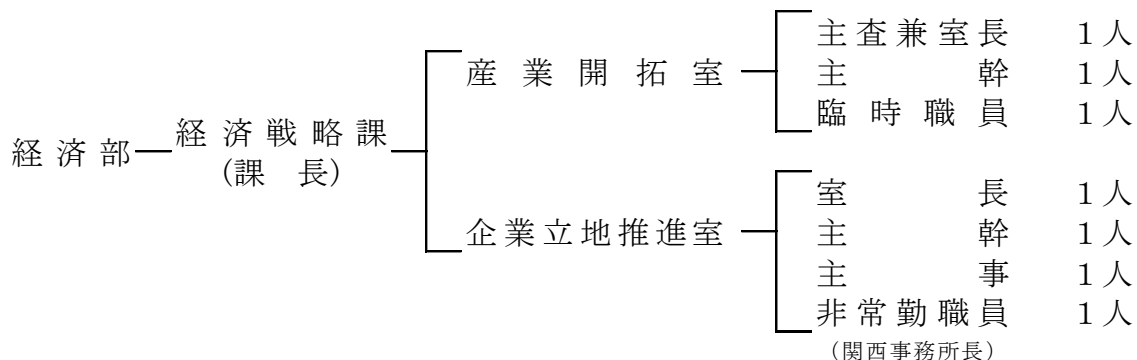 経済部
経済戦略課
(課 長)
産業開拓室
主査兼室長 1人
主幹 1人
臨時職員 1人
企業立地推進室
室長 1人
主幹 1人
主事 1人
非常勤職員 1人
(関西事務所長)